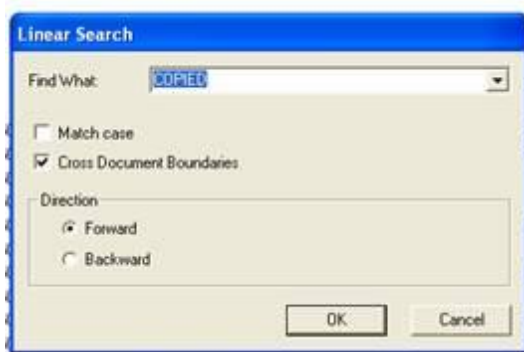 Linear Search
Find What: COPIED
Match case
Cross Document Boundaries
Direction
Forward
Backward
OK Cancel